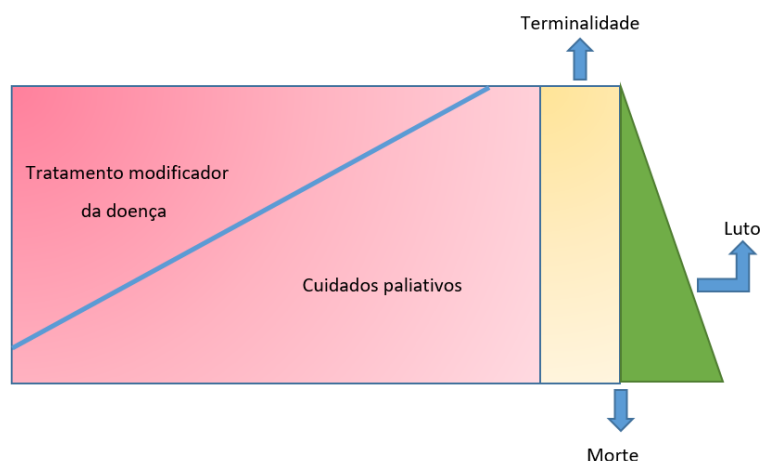 Terminalidade
Tratamento modificador
da doença
Luto
Cuidados paliativos
Morte